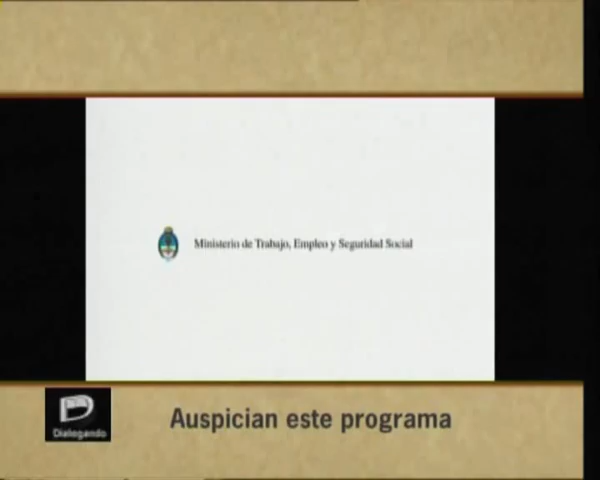 Ministerio de Trabajo, Empleo y Seguridad Social
Dialogando
Auspician este programa